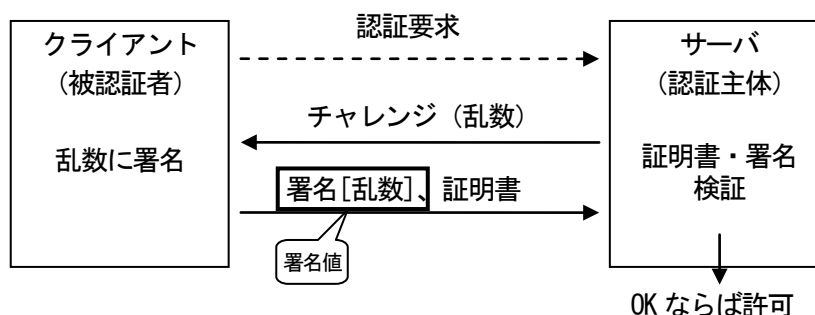 認証要求
クライアント
(被認証者)
サーバ
(認証主体)
チャレンジ (乱数)
乱数に署名
証明書・署名
検証
署名[乱数]、証明書
署名値
OK ならば許可